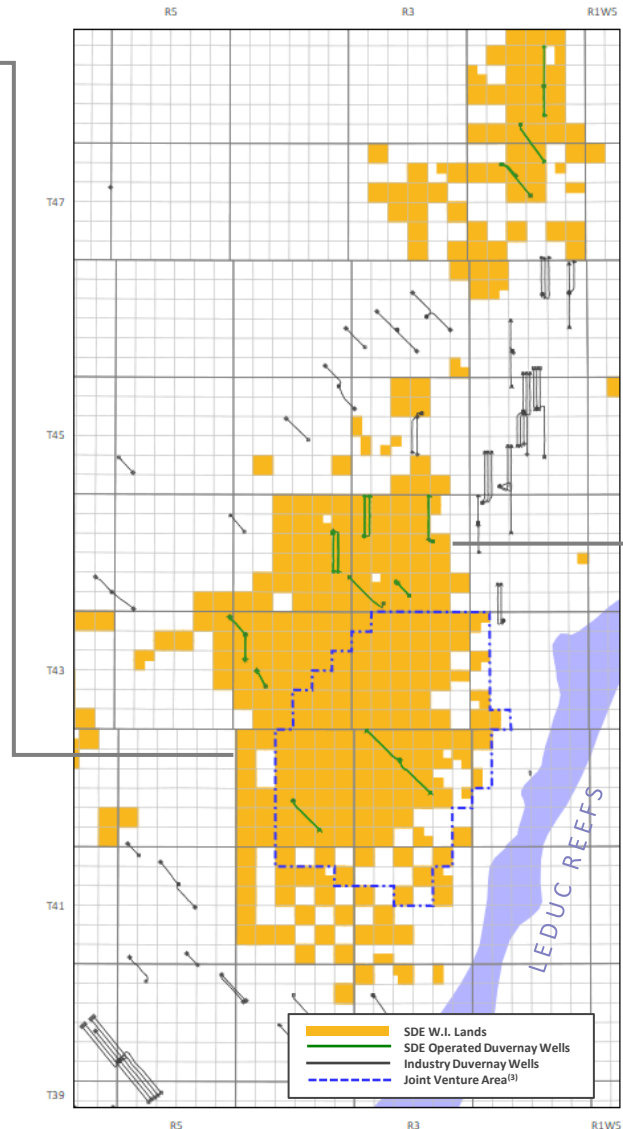 R5 R3 R1W5
T47
T45
T43
T41
LEDUC REEFS
SDE W.I. Lands
SDE Operated Duvernay Wells
Industry Duvernay Wells
Joint Venture Area(3)
T39
R5 R3 R1W5